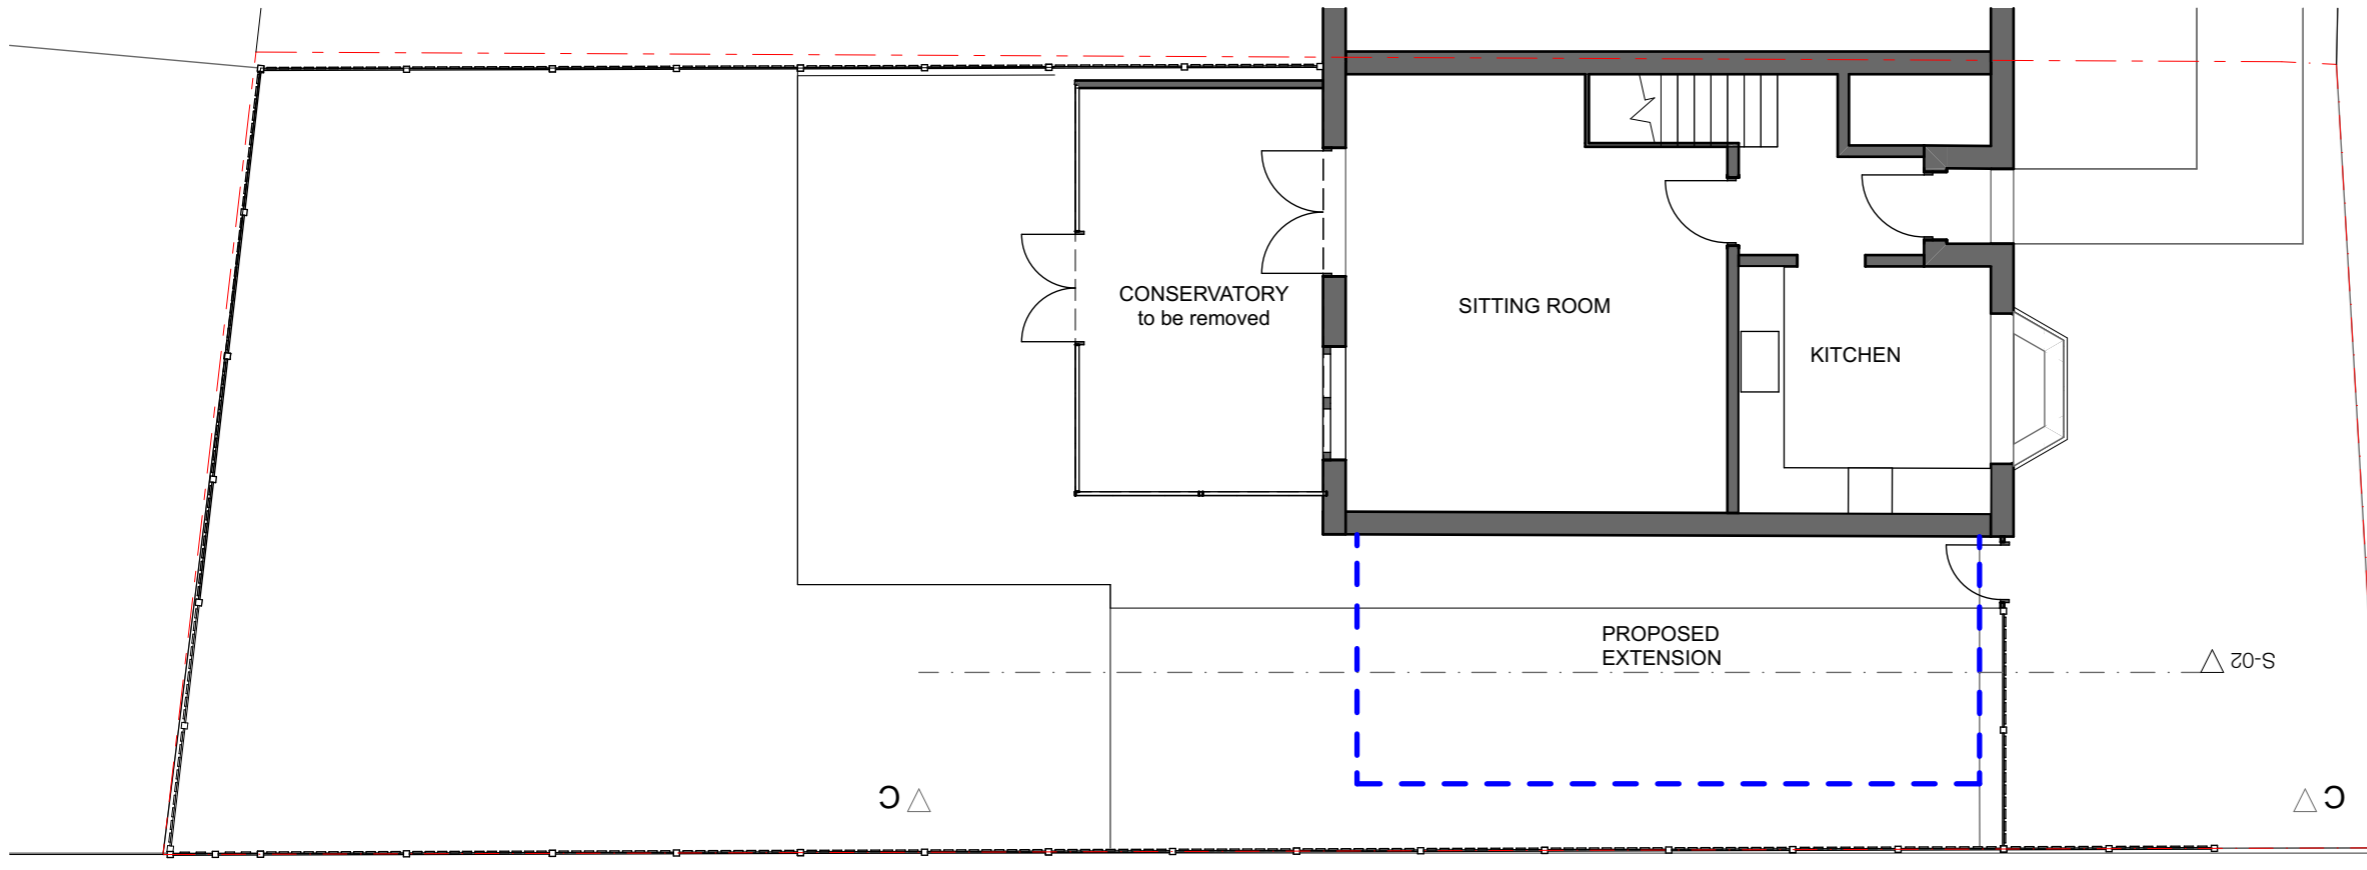 CONSERVATORY
to be removed
SITTING ROOM
KITCHEN
PROPOSED
EXTENSION
S-02
C
C